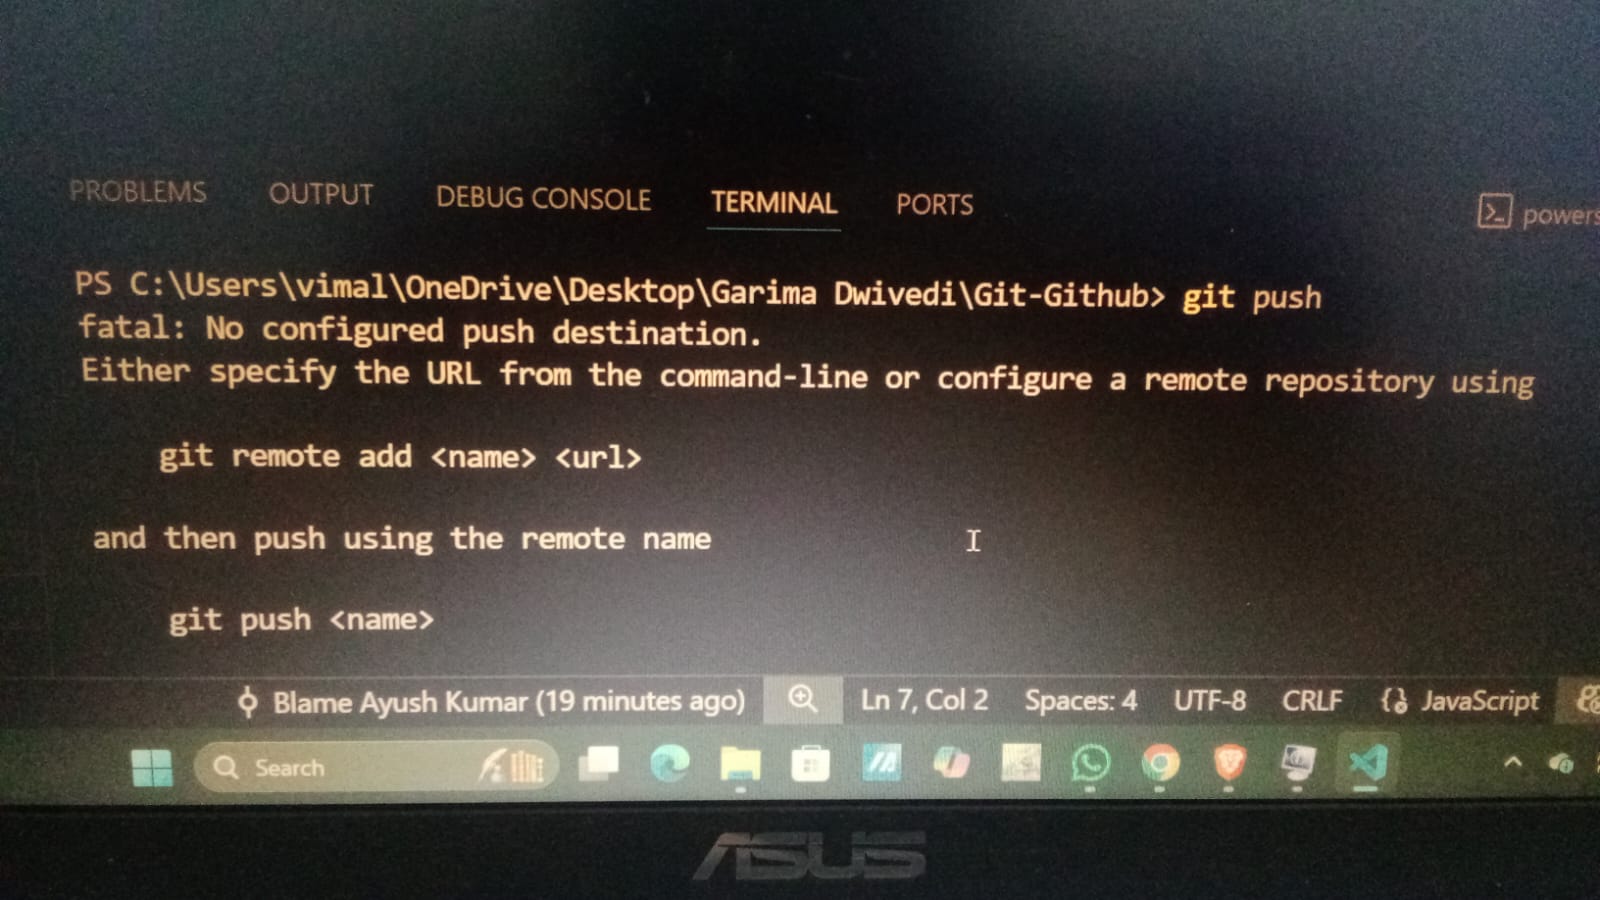 PROBLEMS OUTPUT DEBUG CONSOLE TERMINAL PORTS powers
PS C:\Users\vimal\OneDrive\Desktop\Garima Dwivedi\Git-Github> git push
fatal: No configured push destination.
Either specify the URL from the command-line or configure a remote repository using
git remote add <name> <url>
and then push using the remote name
git push <name>
Blame Ayush Kumar (19 minutes ago) Ln 7, Col 2 Spaces: 4 UTF-8 CRLF JavaScript
Search
ASUS